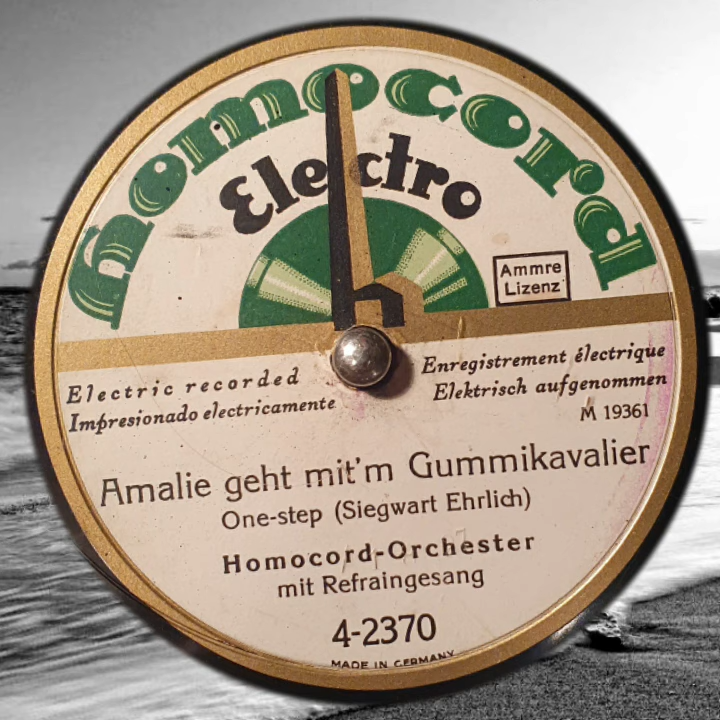 homocord
Electro
Ammre
Lizenz
Electric recorded
Impresionado electricamente
Enregistrement électrique
Elektrisch aufgenommen
M 19361
Amalie geht mit'm Gummikavalier
One-step (Siegwart Ehrlich)
Homocord-Orchester
mit Refraingesang
4-2370
MADE IN GERMANY